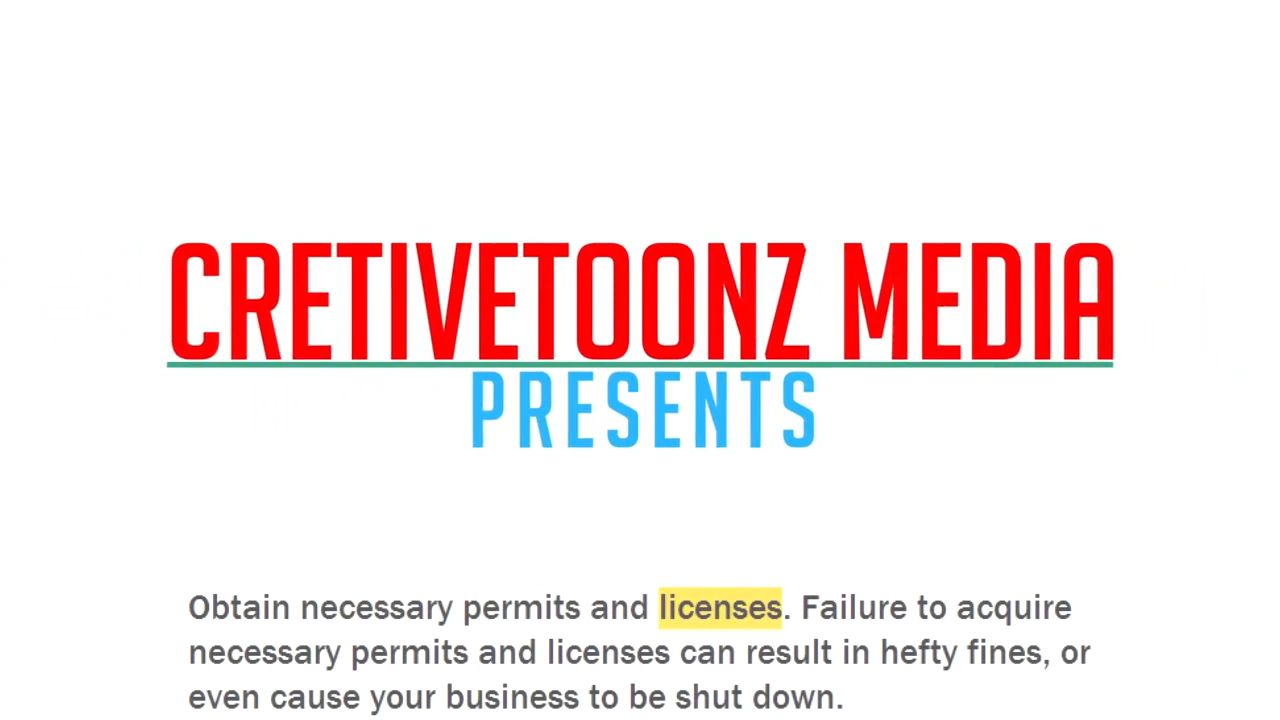 CRETIVETOONZ MEDIA
PRESENTS
Obtain necessary permits and licenses. Failure to acquire
necessary permits and licenses can result in hefty fines, or
even cause your business to be shut down.